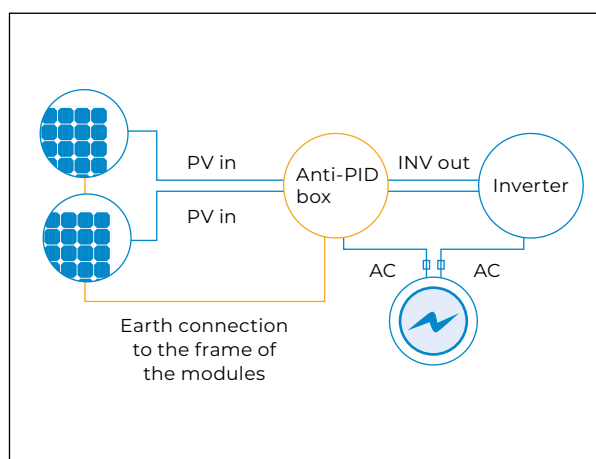 PV in
PV in
Anti-PID
box
INV out
Inverter
AC
AC
Earth connection
to the frame of
the modules